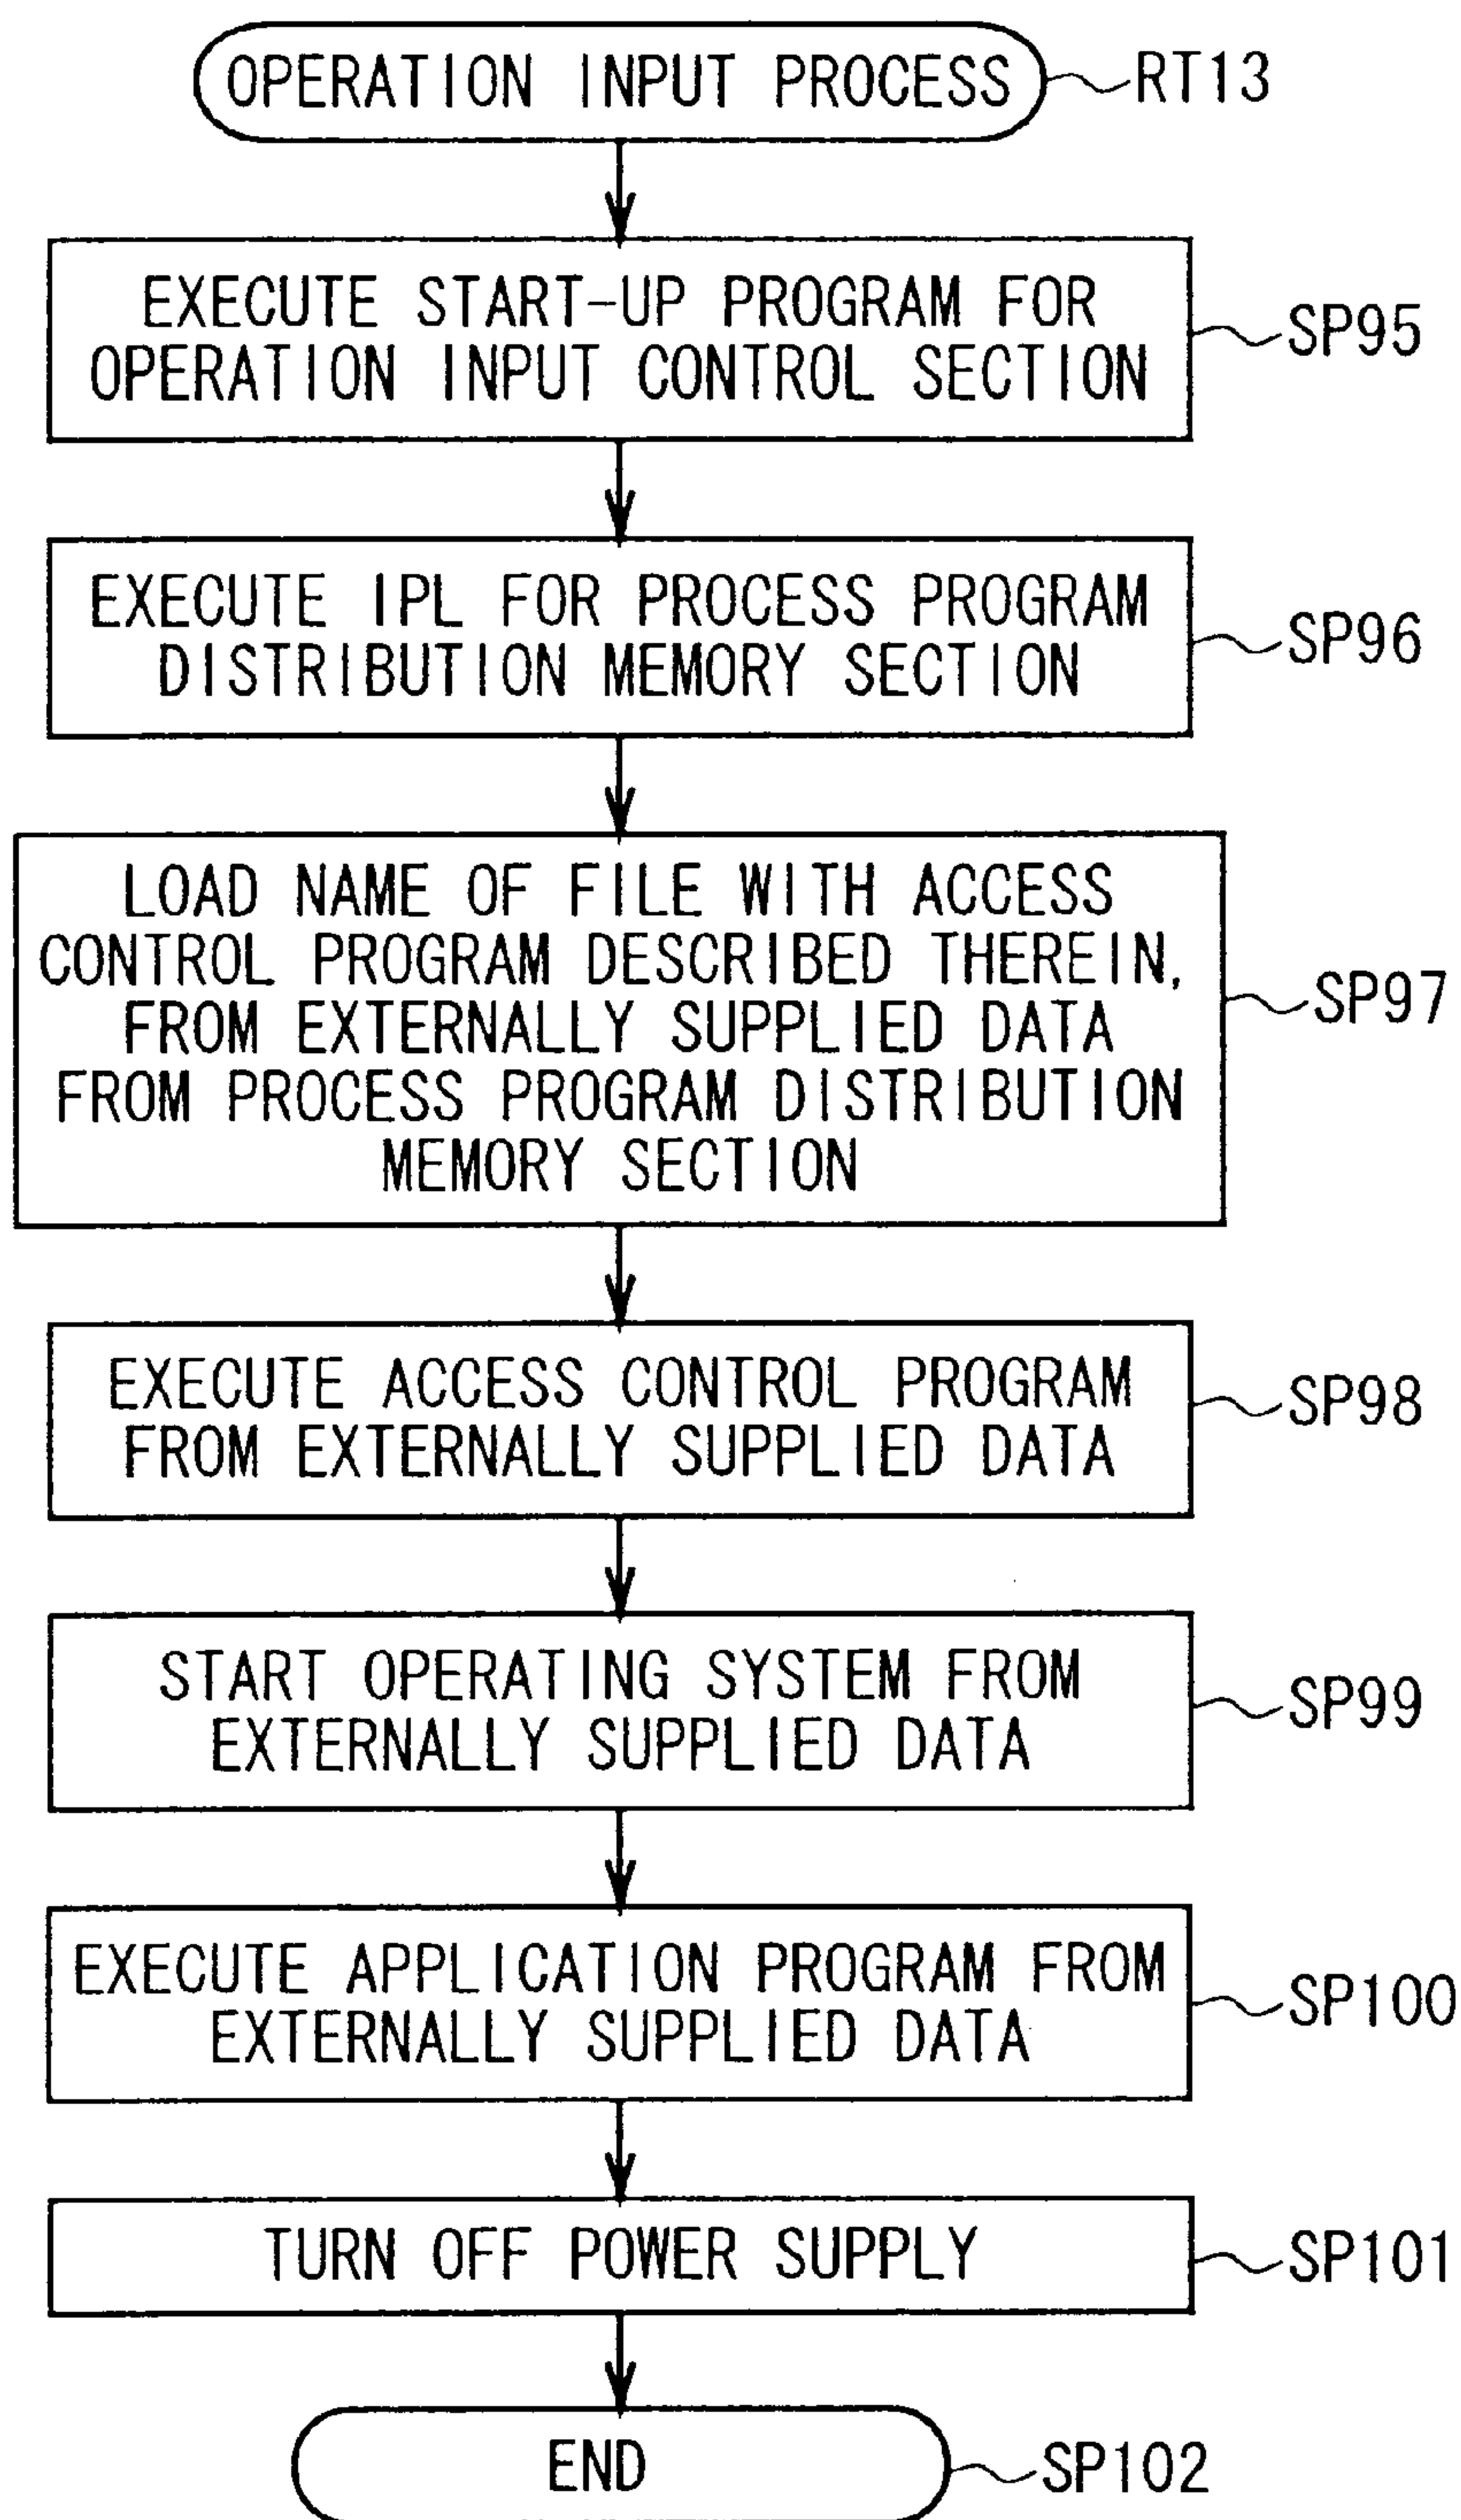 OPERATION INPUT PROCESS
RT13
EXECUTE START-UP PROGRAM FOR
OPERATION INPUT CONTROL SECTION
SP95
EXECUTE IPL FOR PROCESS PROGRAM
DISTRIBUTION MEMORY SECTION
SP96
LOAD NAME OF FILE WITH ACCESS
CONTROL PROGRAM DESCRIBED THEREIN,
FROM EXTERNALLY SUPPLIED DATA
FROM PROCESS PROGRAM DISTRIBUTION
MEMORY SECTION
SP97
EXECUTE ACCESS CONTROL PROGRAM
FROM EXTERNALLY SUPPLIED DATA
SP98
START OPERATING SYSTEM FROM
EXTERNALLY SUPPLIED DATA
SP99
EXECUTE APPLICATION PROGRAM FROM
EXTERNALLY SUPPLIED DATA
SP100
TURN OFF POWER SUPPLY
SP101
END
SP102